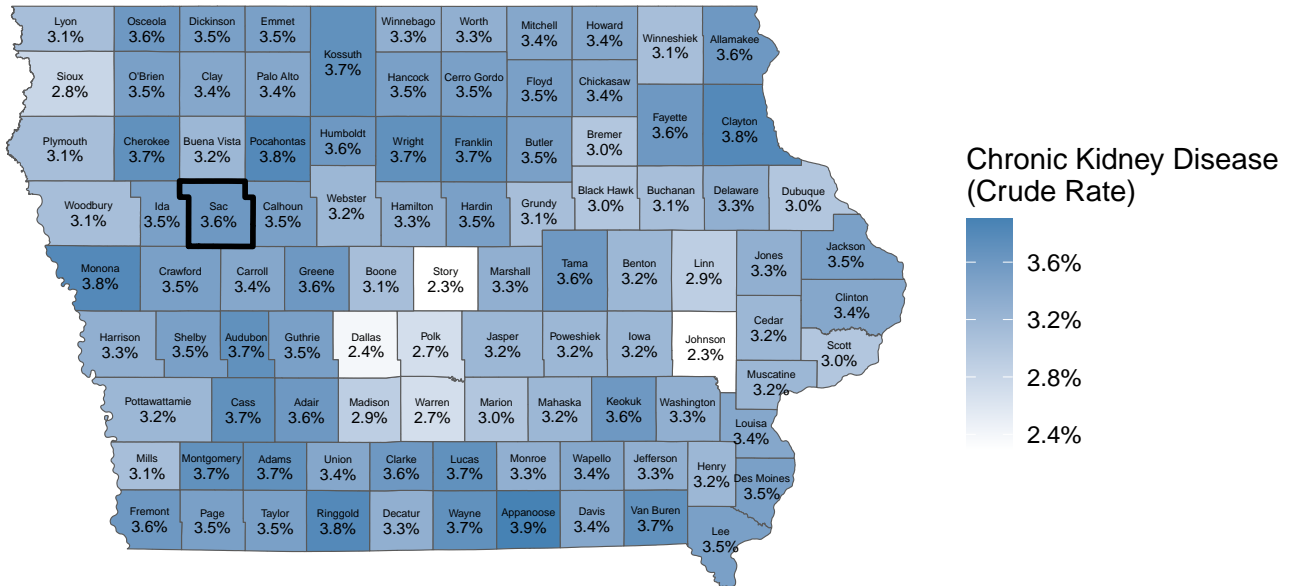 Lyon
3.1%
Osceola
3.6%
Dickinson
3.5%
Emmet
3.5%
Kossuth
3.7%
Winnebago
3.3%
Worth
3.3%
Mitchell
3.4%
Howard
3.4%
Winneshiek
3.1%
Allamakee
3.6%
Sioux
2.8%
O'Brien
3.5%
Clay
3.4%
Palo Alto
3.4%
Hancock
3.5%
Cerro Gordo
3.5%
Floyd
3.5%
Chickasaw
3.4%
Fayette
3.6%
Clayton
3.8%
Plymouth
3.1%
Cherokee
3.7%
Buena Vista
3.2%
Pocahontas
3.8%
Humboldt
3.6%
Wright
3.7%
Franklin
3.7%
Butler
3.5%
Bremer
3.0%
Woodbury
3.1%
Ida
3.5%
Sac
3.6%
Calhoun
3.5%
Webster
3.2%
Hamilton
3.3%
Hardin
3.5%
Grundy
3.1%
Black Hawk
3.0%
Buchanan
3.1%
Delaware
3.3%
Dubuque
3.0%
Monona
3.8%
Crawford
3.5%
Carroll
3.4%
Greene
3.6%
Boone
3.1%
Story
2.3%
Marshall
3.3%
Tama
3.6%
Benton
3.2%
Linn
2.9%
Jones
3.3%
Jackson
3.5%
Clinton
3.4%
Harrison
3.3%
Shelby
3.5%
Audubon
3.7%
Guthrie
3.5%
Dallas
2.4%
Polk
2.7%
Jasper
3.2%
Poweshiek
3.2%
Iowa
3.2%
Johnson
2.3%
Cedar
3.2%
Scott
3.0%
Muscatine
3.2%
Pottawattamie
3.2%
Cass
3.7%
Adair
3.6%
Madison
2.9%
Warren
2.7%
Marion
3.0%
Mahaska
3.2%
Keokuk
3.6%
Washington
3.3%
Louisa
3.4%
Mills
3.1%
Montgomery
3.7%
Adams
3.7%
Union
3.4%
Clarke
3.6%
Lucas
3.7%
Monroe
3.3%
Wapello
3.4%
Jefferson
3.3%
Henry
3.2%
Des Moines
3.5%
Fremont
3.6%
Page
3.5%
Taylor
3.5%
Ringgold
3.8%
Decatur
3.3%
Wayne
3.7%
Appanoose
3.9%
Davis
3.4%
Van Buren
3.7%
Lee
3.5%
Chronic Kidney Disease
(Crude Rate)
3.6%
3.2%
2.8%
2.4%